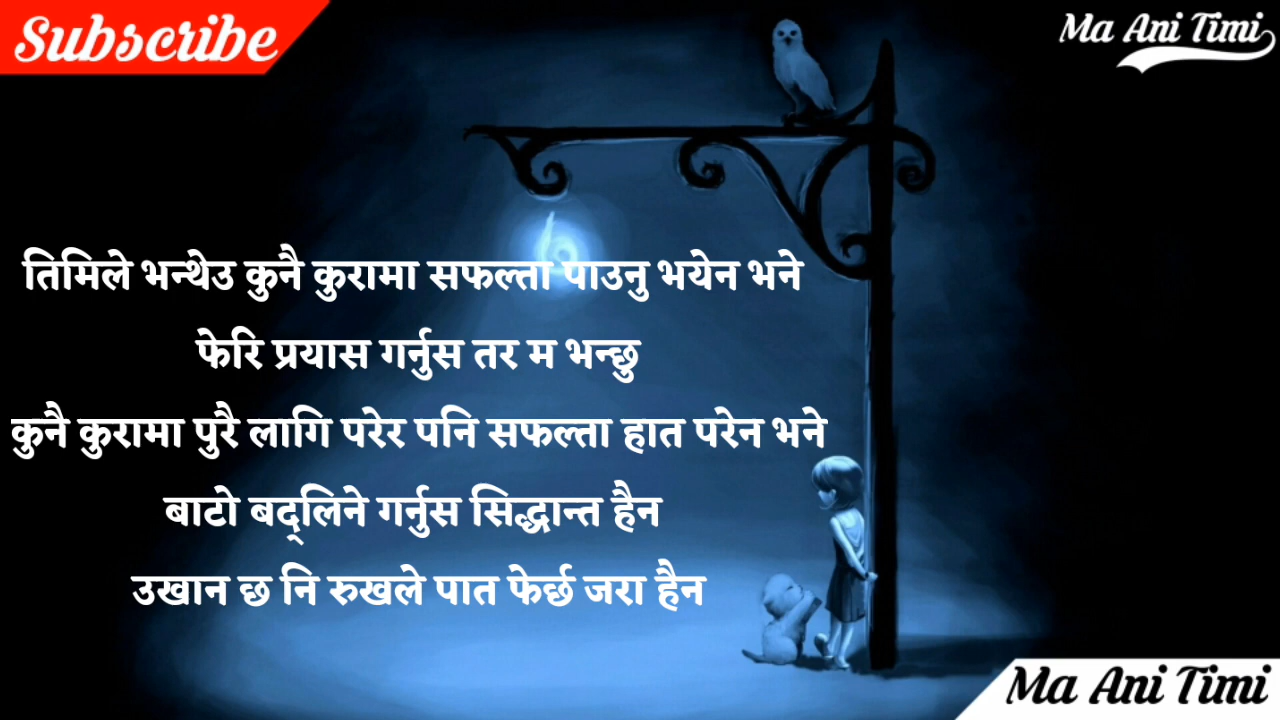 Subscribe
Ma Ani Timi
तिमिले भन्थेउ कुनै कुरामा सफल्ता पाउनु भयेन भने
फेरि प्रयास गर्नुस तर म भन्छु
कुनै कुरामा पुरै लागि परेर पनि सफल्ता हात परेन भने
बाटो बद्लिने गर्नुस सिद्धान्त हैन
उखान छ नि रुखले पात फेर्छ जरा हैन
Ma Ani Timi